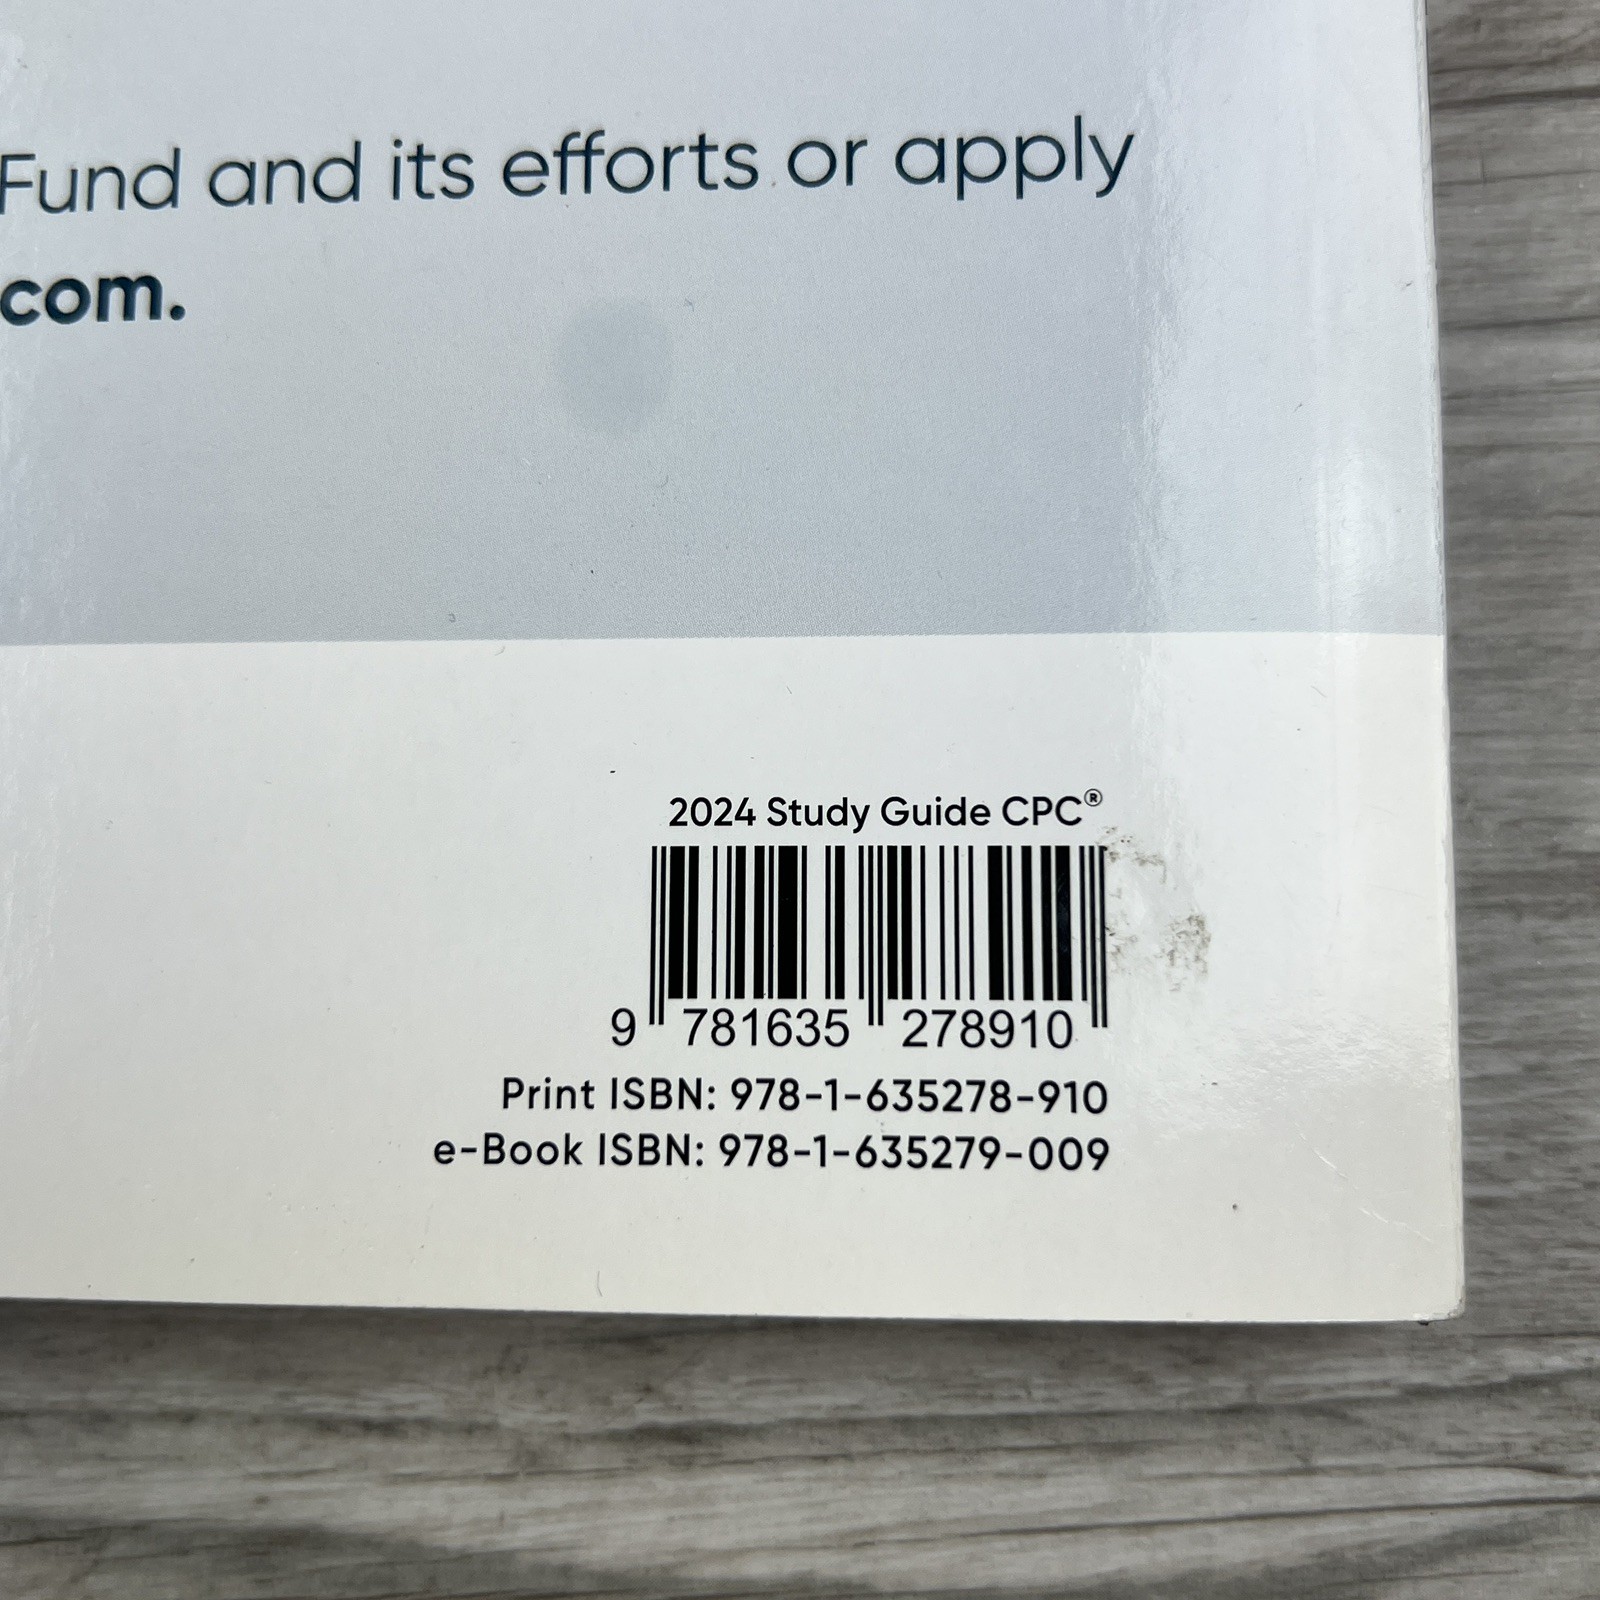 Fund and its efforts or apply
com.
2024 Study Guide CPC®
9 781635 278910
Print ISBN: 978-1-635278-910
e-Book ISBN: 978-1-635279-009